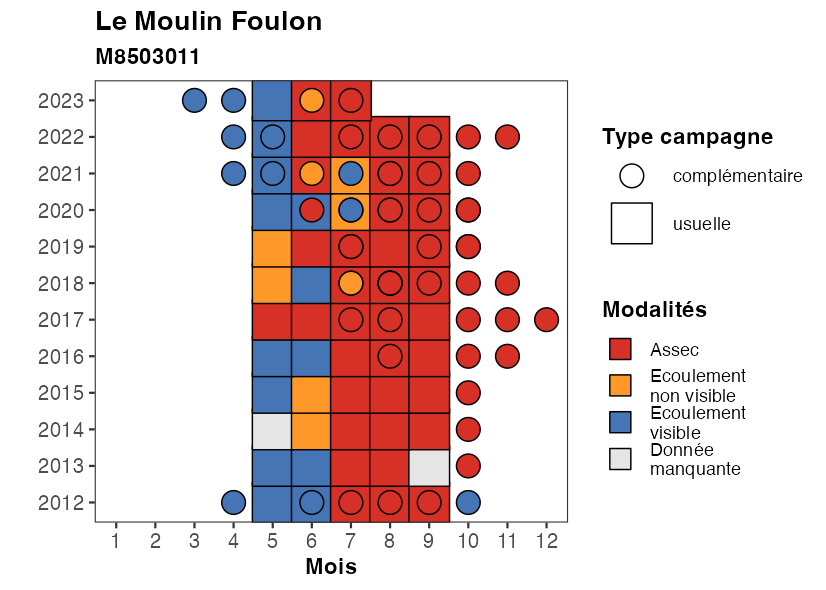 Le Moulin Foulon
M8503011
2023
2022
2021
2020
2019
2018
2017
2016
2015
2014
2013
2012
1 2 3 4 5 6 7 8 9 10 11 12
Mois
Type campagne
complémentaire
usuelle
Modalités
Assec
Ecoulement
non visible
Ecoulement
visible
Donnée
manquante